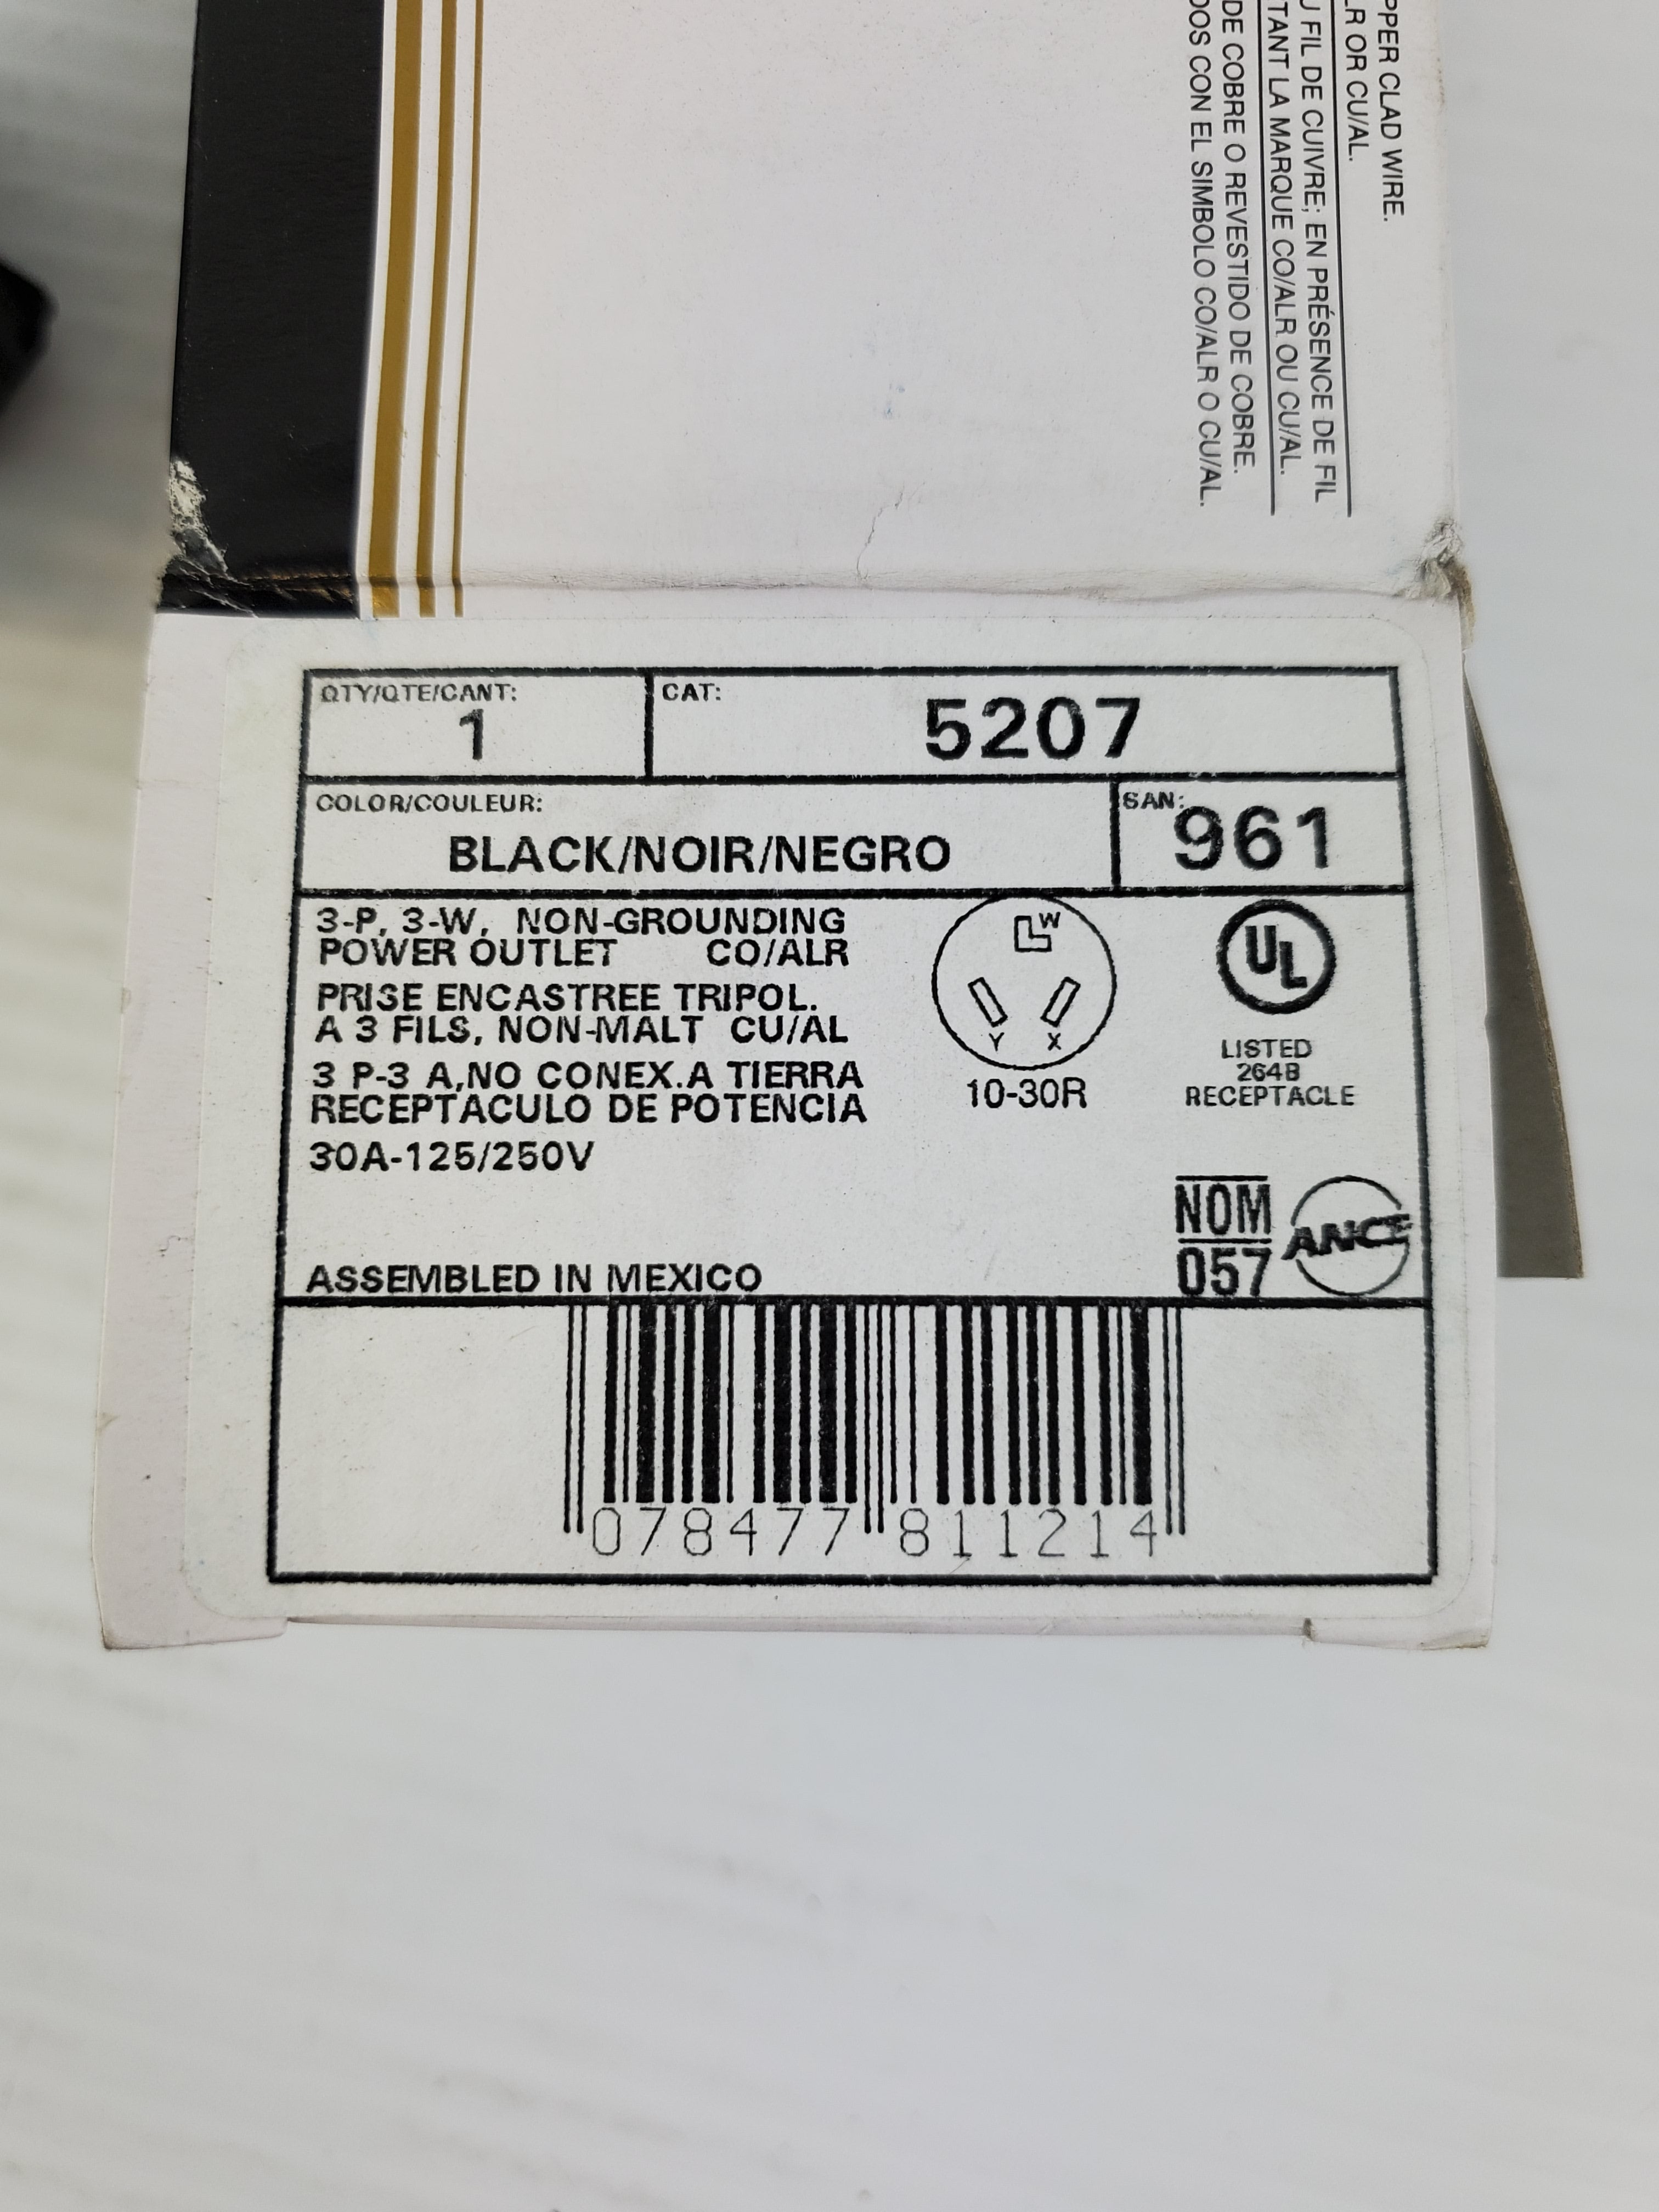 PPER CLAD WIRE.
LR OR CU/AL.
U FIL DE CUIVRE; EN PRÉSENCE DE FIL
TANT LA MARQUE CO/ALR OU CU/AL.
DE COBRE O REVESTIDO DE COBRE.
DOS CON EL SIMBOLO CO/ALR O CU/AL.
QTY/QTE/CANT:
1
CAT:
5207
COLOR/COULEUR:
BLACK/NOIR/NEGRO
SAN:
961
3-P, 3-W, NON-GROUNDING
POWER OUTLET CO/ALR
PRISE ENCASTREE TRIPOL.
A 3 FILS, NON-MALT CU/AL
3 P-3 A,NO CONEX.A TIERRA
RECEPTACULO DE POTENCIA
30A-125/250V
ASSEMBLED IN MEXICO
W
Y X
10-30R
UL
LISTED
264B
RECEPTACLE
NOM
057
ANCE
078477 811214